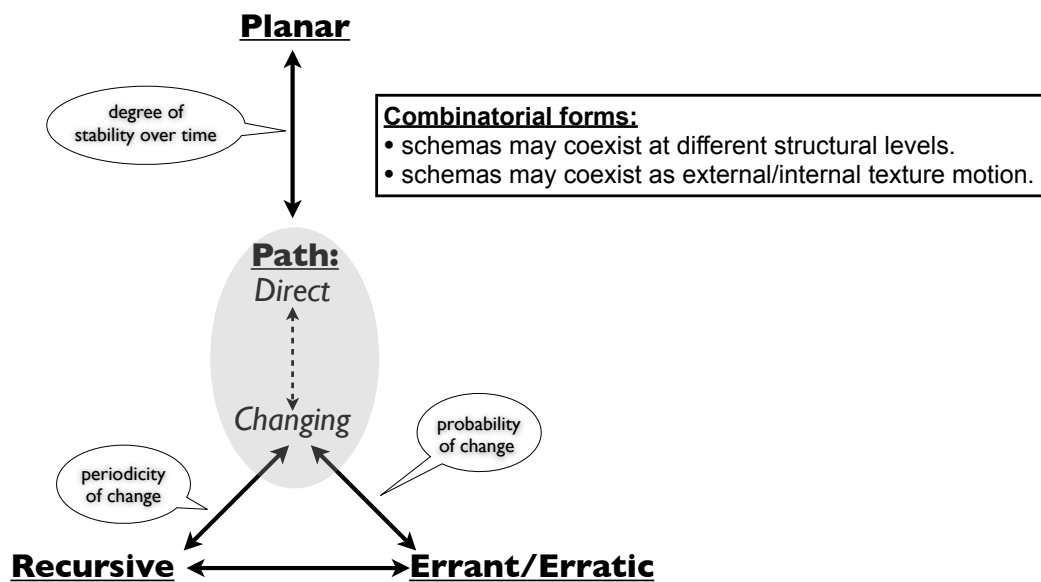 Planar
degree of
stability over time
Combinatorial forms:
• schemas may coexist at different structural levels.
• schemas may coexist as external/internal texture motion.
Path:
Direct
Changing
probability
of change
periodicity
of change
Recursive
Errant/Erratic